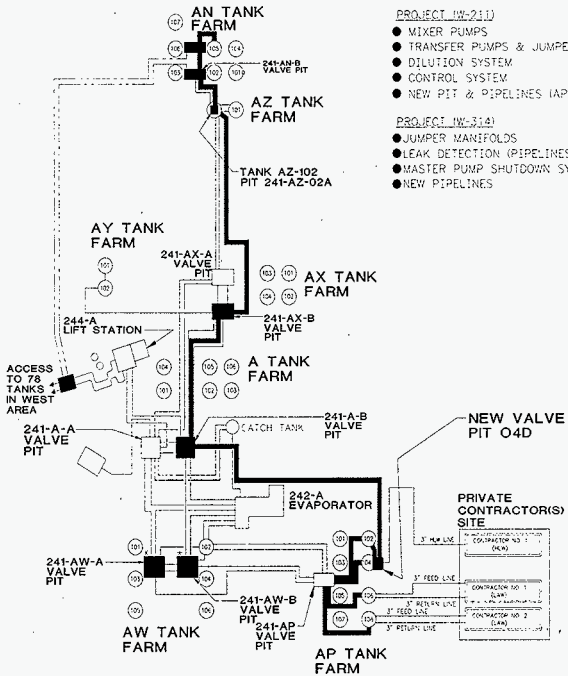 AN TANK
FARM
107
106
105
104
103
102
101
241-AN-B
VALVE PIT
AZ TANK
FARM
101
TANK AZ-102
PIT 241-AZ-02A
PROJECT (W-211)
● MIXER PUMPS
● TRANSFER PUMPS & JUMPE
● DILUTION SYSTEM
● CONTROL SYSTEM
● NEW PIT & PIPELINES (AP
PROJECT (W-314)
● JUMPER MANIFOLDS
● LEAK DETECTION (PIPELINES
● MASTER PUMP SHUTDOWN SY
● NEW PIPELINES
AY TANK
FARM
101
102
241-AX-A
VALVE
PIT
AX TANK
FARM
103
101
104
102
241-AX-B
VALVE
PIT
244-A
LIFT STATION
A TANK
FARM
104
105
106
101
102
103
ACCESS
TO 78
TANKS
IN WEST
AREA
241-A-A
VALVE
PIT
CATCH TANK
241-A-B
VALVE
PIT
NEW VALVE
PIT 04D
242-A
EVAPORATOR
PRIVATE
CONTRACTOR(S)
SITE
3" HLW LINE
CONTRACTOR NO. 1
(HLW)
3" FEED LINE
CONTRACTOR NO. 1
(LAW)
3" RETURN LINE
3" FEED LINE
CONTRACTOR NO. 2
(LAW)
3" RETURN LINE
101
102
103
104
105
106
107
108
241-AP
VALVE
PIT
AP TANK
FARM
241-AW-A
VALVE
PIT
101
102
103
104
105
106
241-AW-B
VALVE
PIT
AW TANK
FARM